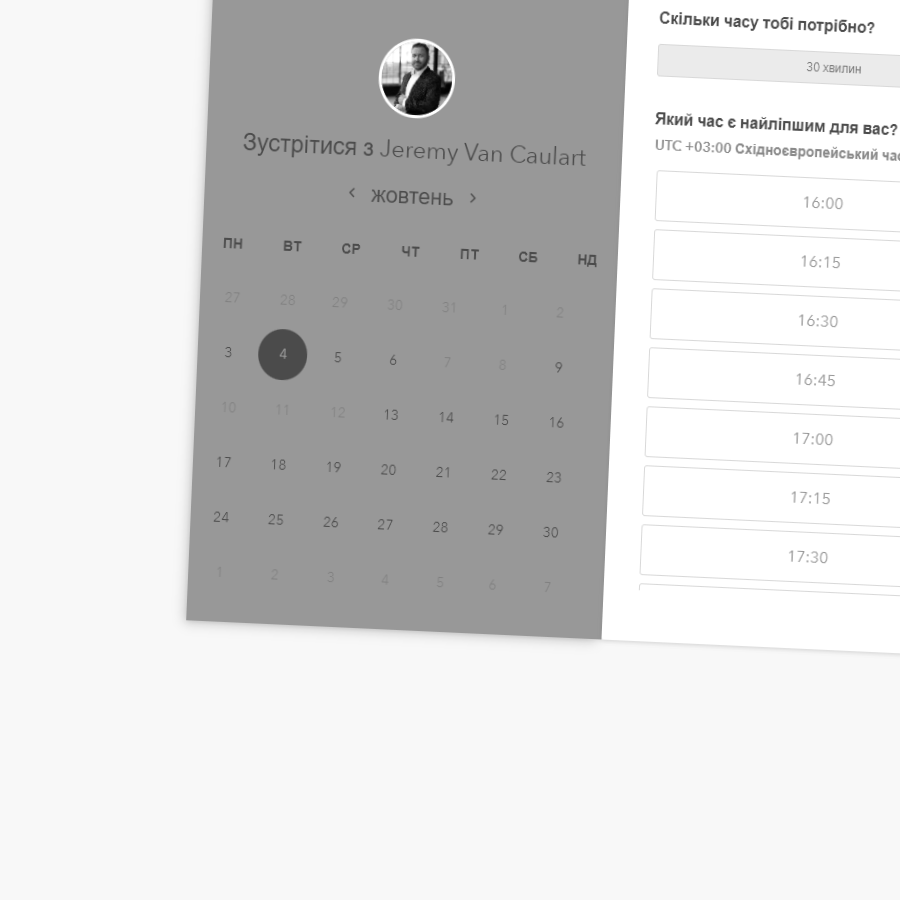 Зустрітися з Jeremy Van Caulart
‹ жовтень ›
ПН ВТ СР ЧТ ПТ СБ НД
27 28 29 30 31 1 2
3 4 5 6 7 8 9
10 11 12 13 14 15 16
17 18 19 20 21 22 23
24 25 26 27 28 29 30
1 2 3 4 5 6 7
Скільки часу тобі потрібно?
30 хвилин
Який час є найліпшим для вас?
UTC +03:00 Східноєвропейський час
16:00
16:15
16:30
16:45
17:00
17:15
17:30